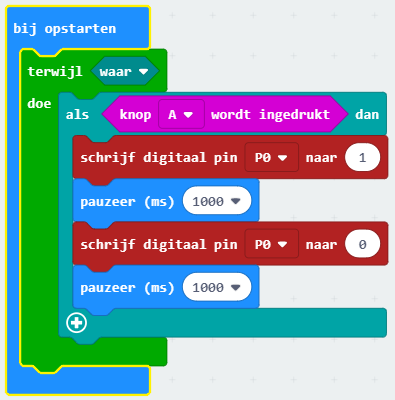 bij opstarten
terwijl waar
doe
als knop A wordt ingedrukt dan
schrijf digitaal pin P0 naar 1
pauzeer (ms) 1000
schrijf digitaal pin P0 naar 0
pauzeer (ms) 1000